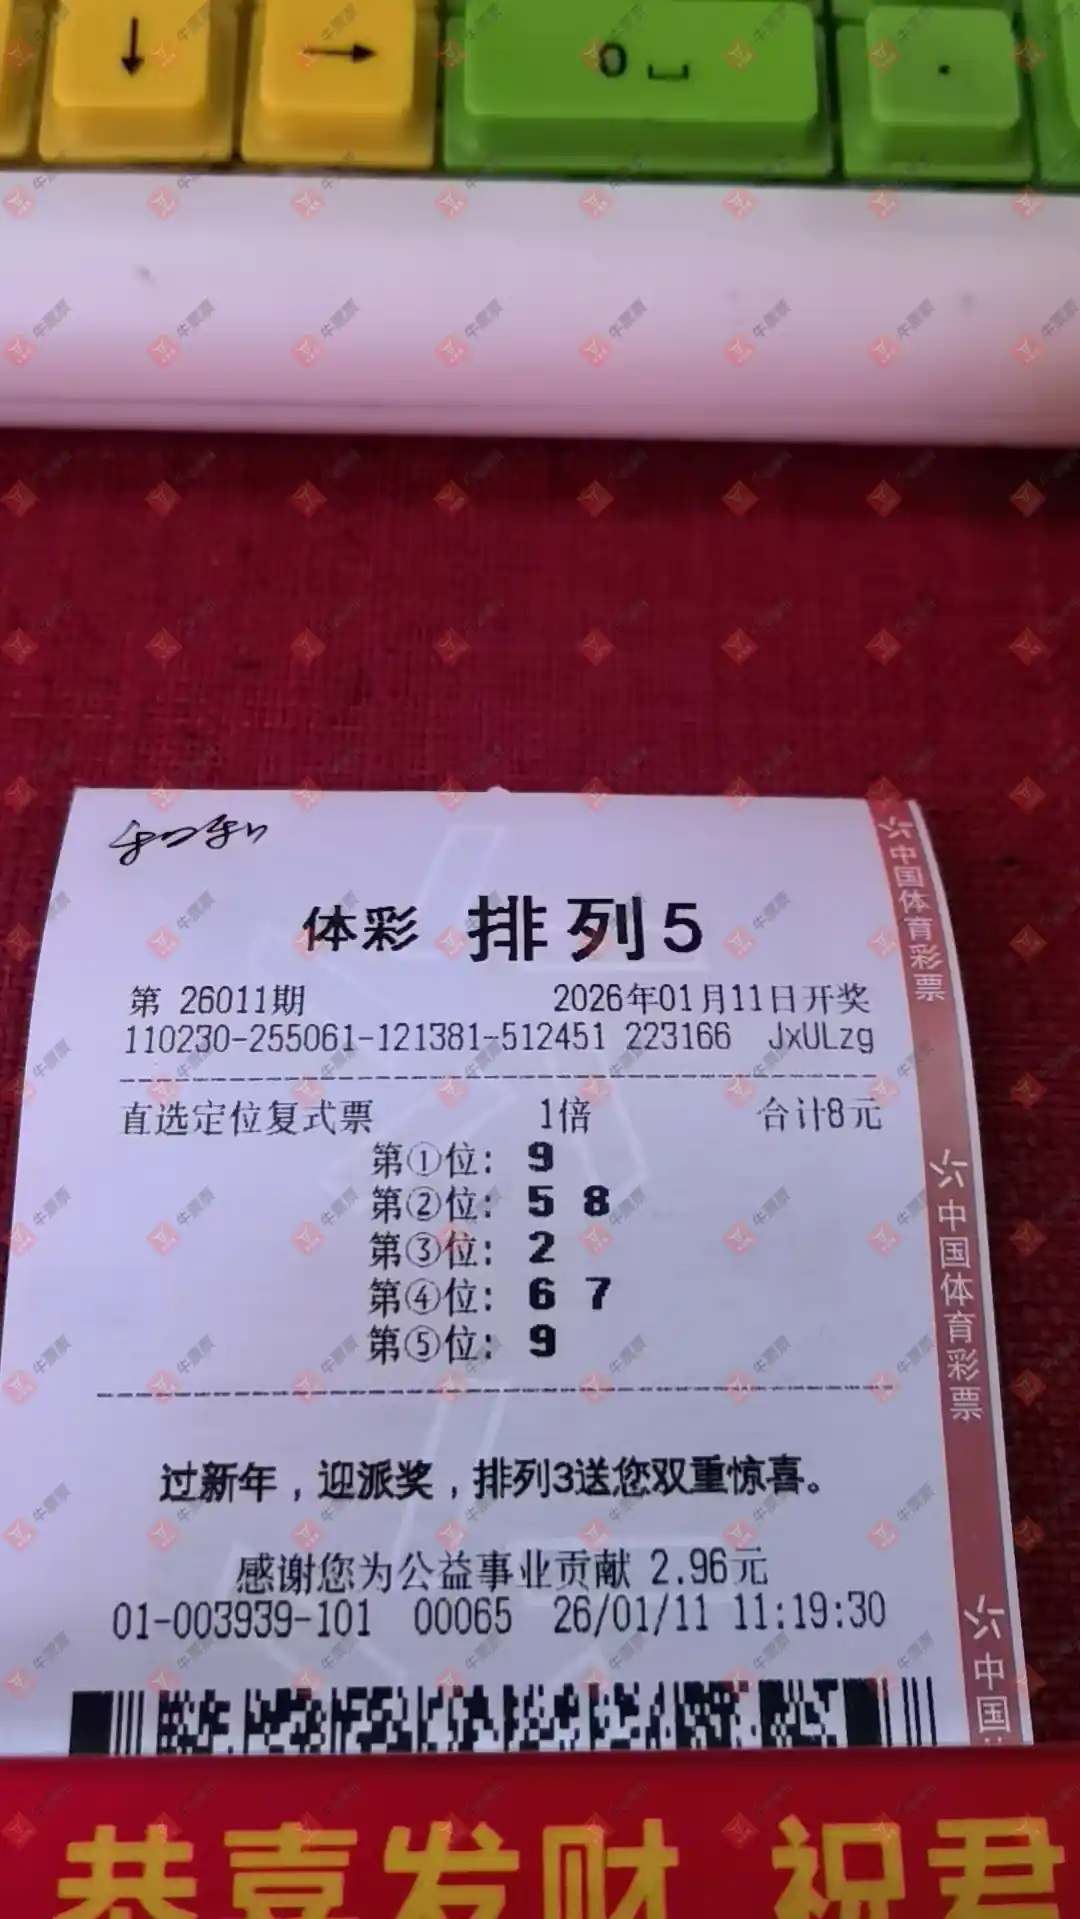 ↓ → 0 ␣ .
体彩 排列5
第 26011期 2026年01月11日开奖
110230-255061-121381-512451 223166 JxULzg
直选定位复式票 1倍 合计8元
第①位: 9
第②位: 5 8
第③位: 2
第④位: 6 7
第⑤位: 9
过新年，迎派奖，排列3送您双重惊喜。
感谢您为公益事业贡献 2.96元
01-003939-101 00065 26/01/11 11:19:30
中国体育彩票
中国体育彩票
中国
恭喜发财 祝君
牛票票